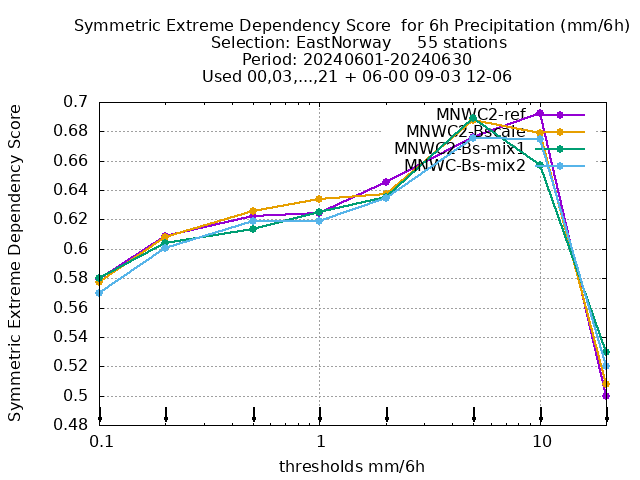 Symmetric Extreme Dependency Score  for 6h Precipitation (mm/6h)
Selection: EastNorway     55 stations
Period: 20240601-20240630
Used 00,03,...,21 + 06-00 09-03 12-06
Symmetric Extreme Dependency Score
0.7
0.68
0.66
0.64
0.62
0.6
0.58
0.56
0.54
0.52
0.5
0.48
MNWC2-ref
MNWC2-Bscale
MNWC2-Bs-mix1
MNWC-Bs-mix2
0.1
1
10
thresholds mm/6h